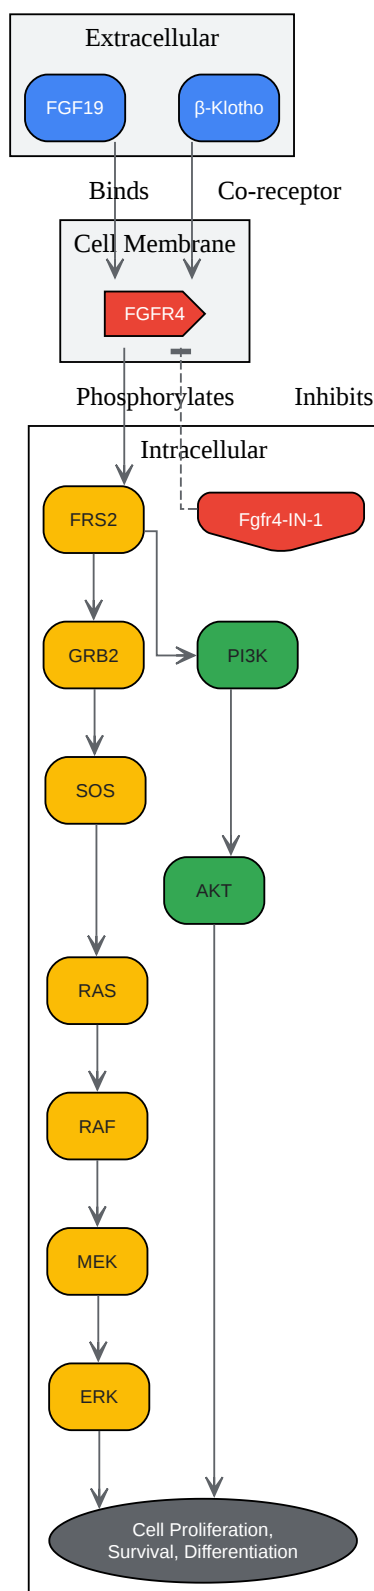 Extracellular
FGF19
β-Klotho
Binds
Co-receptor
Cell Membrane
FGFR4
Phosphorylates
Inhibits
Intracellular
FRS2
Fgfr4-IN-1
GRB2
PI3K
SOS
AKT
RAS
RAF
MEK
ERK
Cell Proliferation,
Survival, Differentiation